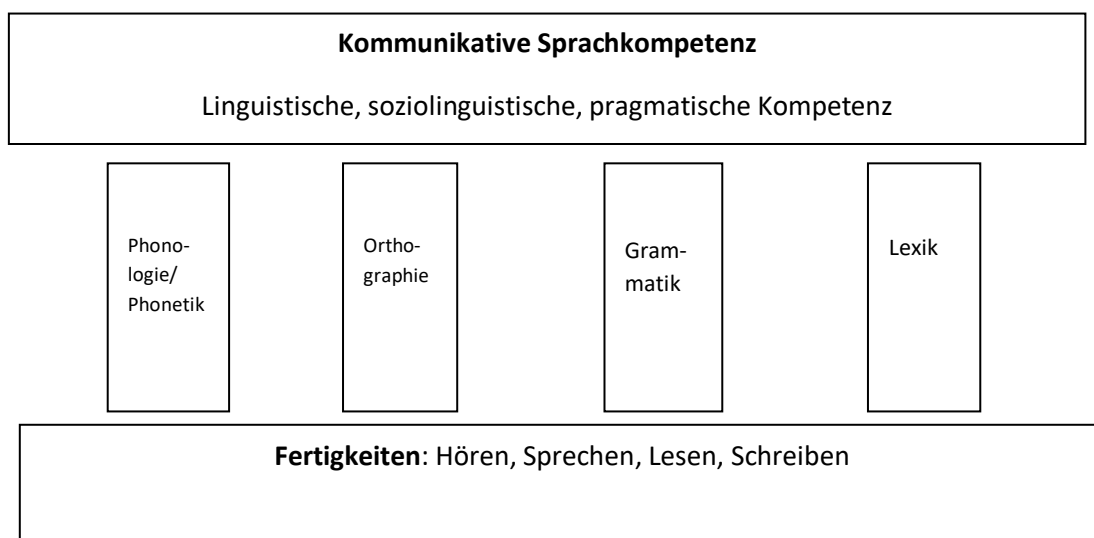 Kommunikative Sprachkompetenz
Linguistische, soziolinguistische, pragmatische Kompetenz
Phono-
logie/
Phonetik
Ortho-
graphie
Gram-
matik
Lexik
Fertigkeiten: Hören, Sprechen, Lesen, Schreiben